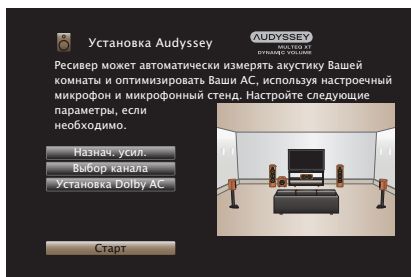 Установка Audyssey
AUDYSSEY
MULTEQ XT
DYNAMIC VOLUME
Ресивер может автоматически измерять акустику Вашей
комнаты и оптимизировать Ваши АС, используя настроечный
микрофон и микрофонный стенд. Настройте следующие
параметры, если
необходимо.
Назнач. усил.
Выбор канала
Установка Dolby АС
Старт